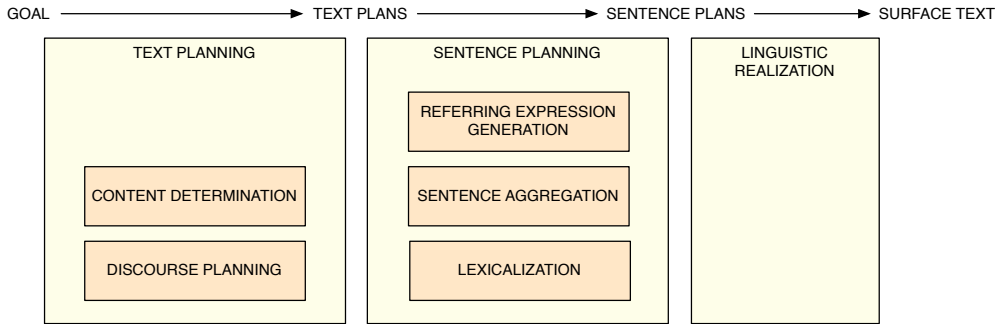 GOAL
TEXT PLANS
SENTENCE PLANS
SURFACE TEXT
TEXT PLANNING
CONTENT DETERMINATION
DISCOURSE PLANNING
SENTENCE PLANNING
REFERRING EXPRESSION
GENERATION
SENTENCE AGGREGATION
LEXICALIZATION
LINGUISTIC
REALIZATION